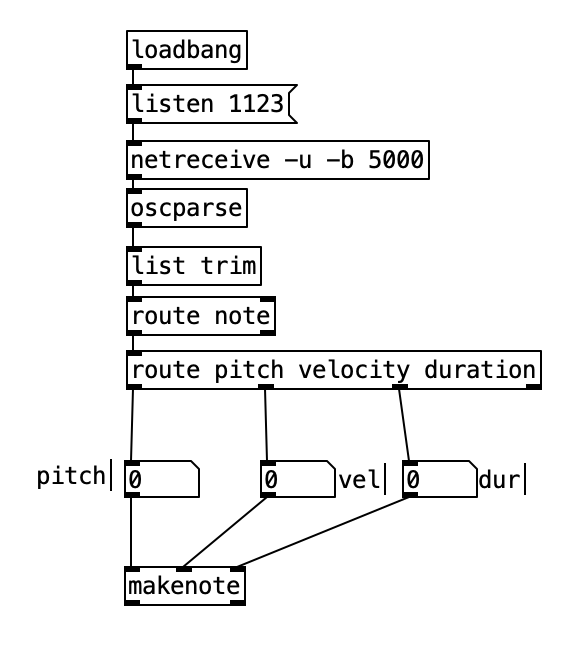 loadbang
listen 1123
netreceive -u -b 5000
oscparse
list trim
route note
route pitch velocity duration
pitch 0 0 vel 0 dur
makenote